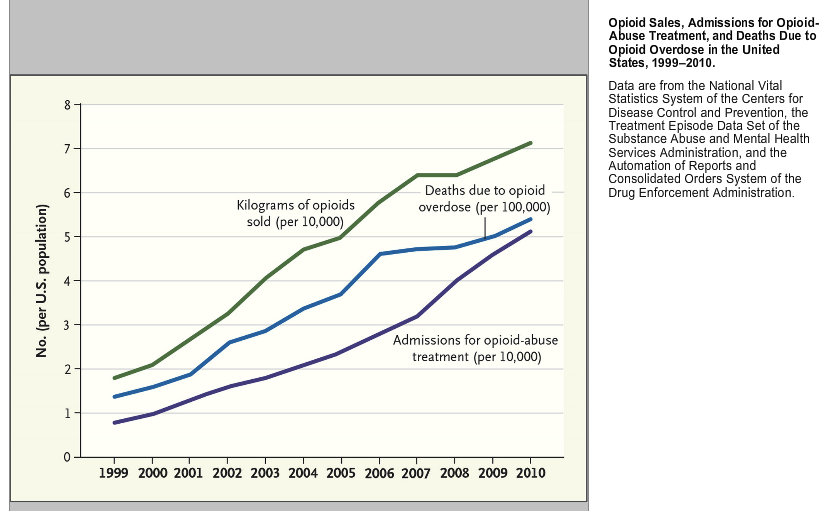 Opioid Sales, Admissions for Opioid-
Abuse Treatment, and Deaths Due to
Opioid Overdose in the United
States, 1999–2010.
Data are from the National Vital
Statistics System of the Centers for
Disease Control and Prevention, the
Treatment Episode Data Set of the
Substance Abuse and Mental Health
Services Administration, and the
Automation of Reports and
Consolidated Orders System of the
Drug Enforcement Administration.
No. (per U.S. population)
8
7
6
5
4
3
2
1
0
Kilograms of opioids
sold (per 10,000)
Deaths due to opioid
overdose (per 100,000)
Admissions for opioid-abuse
treatment (per 10,000)
1999 2000 2001 2002 2003 2004 2005 2006 2007 2008 2009 2010